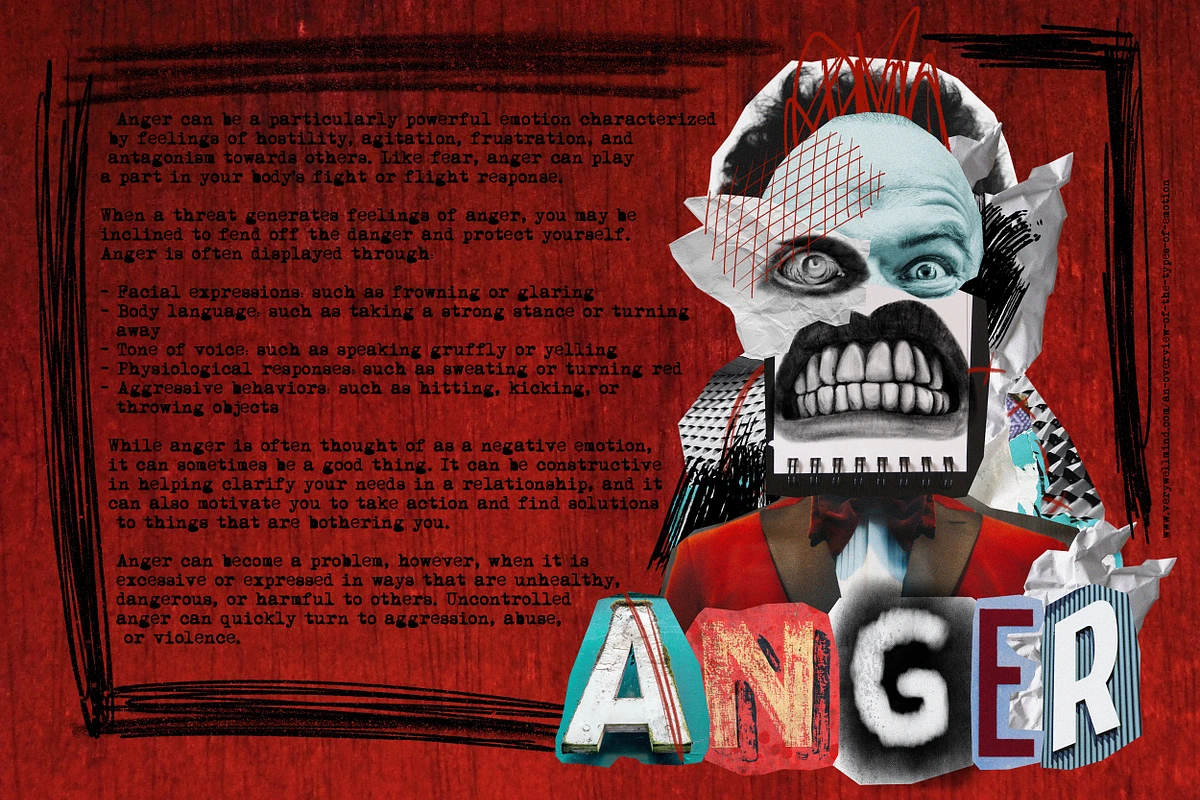 Anger can be a particularly powerful emotion characterized
by feelings of hostility, agitation, frustration, and
antagonism towards others. Like fear, anger can play
a part in your body's fight or flight response.
When a threat generates feelings of anger, you may be
inclined to fend off the danger and protect yourself.
Anger is often displayed through:
- Facial expressions: such as frowning or glaring
- Body language: such as taking a strong stance or turning
away
- Tone of voice: such as speaking gruffly or yelling
- Physiological responses: such as sweating or turning red
- Aggressive behaviors: such as hitting, kicking, or
throwing objects
While anger is often thought of as a negative emotion,
it can sometimes be a good thing. It can be constructive
in helping clarify your needs in a relationship, and it
can also motivate you to take action and find solutions
to things that are bothering you.
Anger can become a problem, however, when it is
excessive or expressed in ways that are unhealthy,
dangerous, or harmful to others. Uncontrolled
anger can quickly turn to aggression, abuse,
or violence.
ANGER
www.verywellmind.com/an-overview-of-the-types-of-emotion